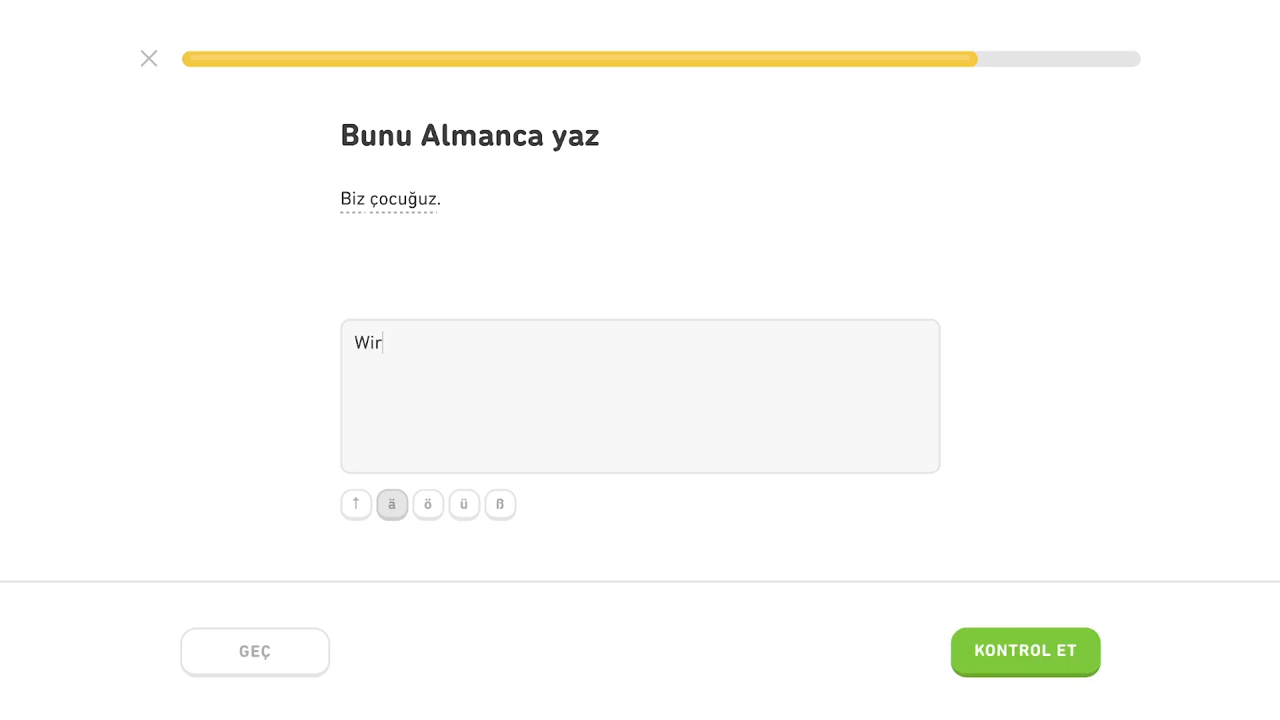 Bunu Almanca yaz
Biz çocuğuz.
Wir
↑ ä ö ü ß
GEÇ
KONTROL ET